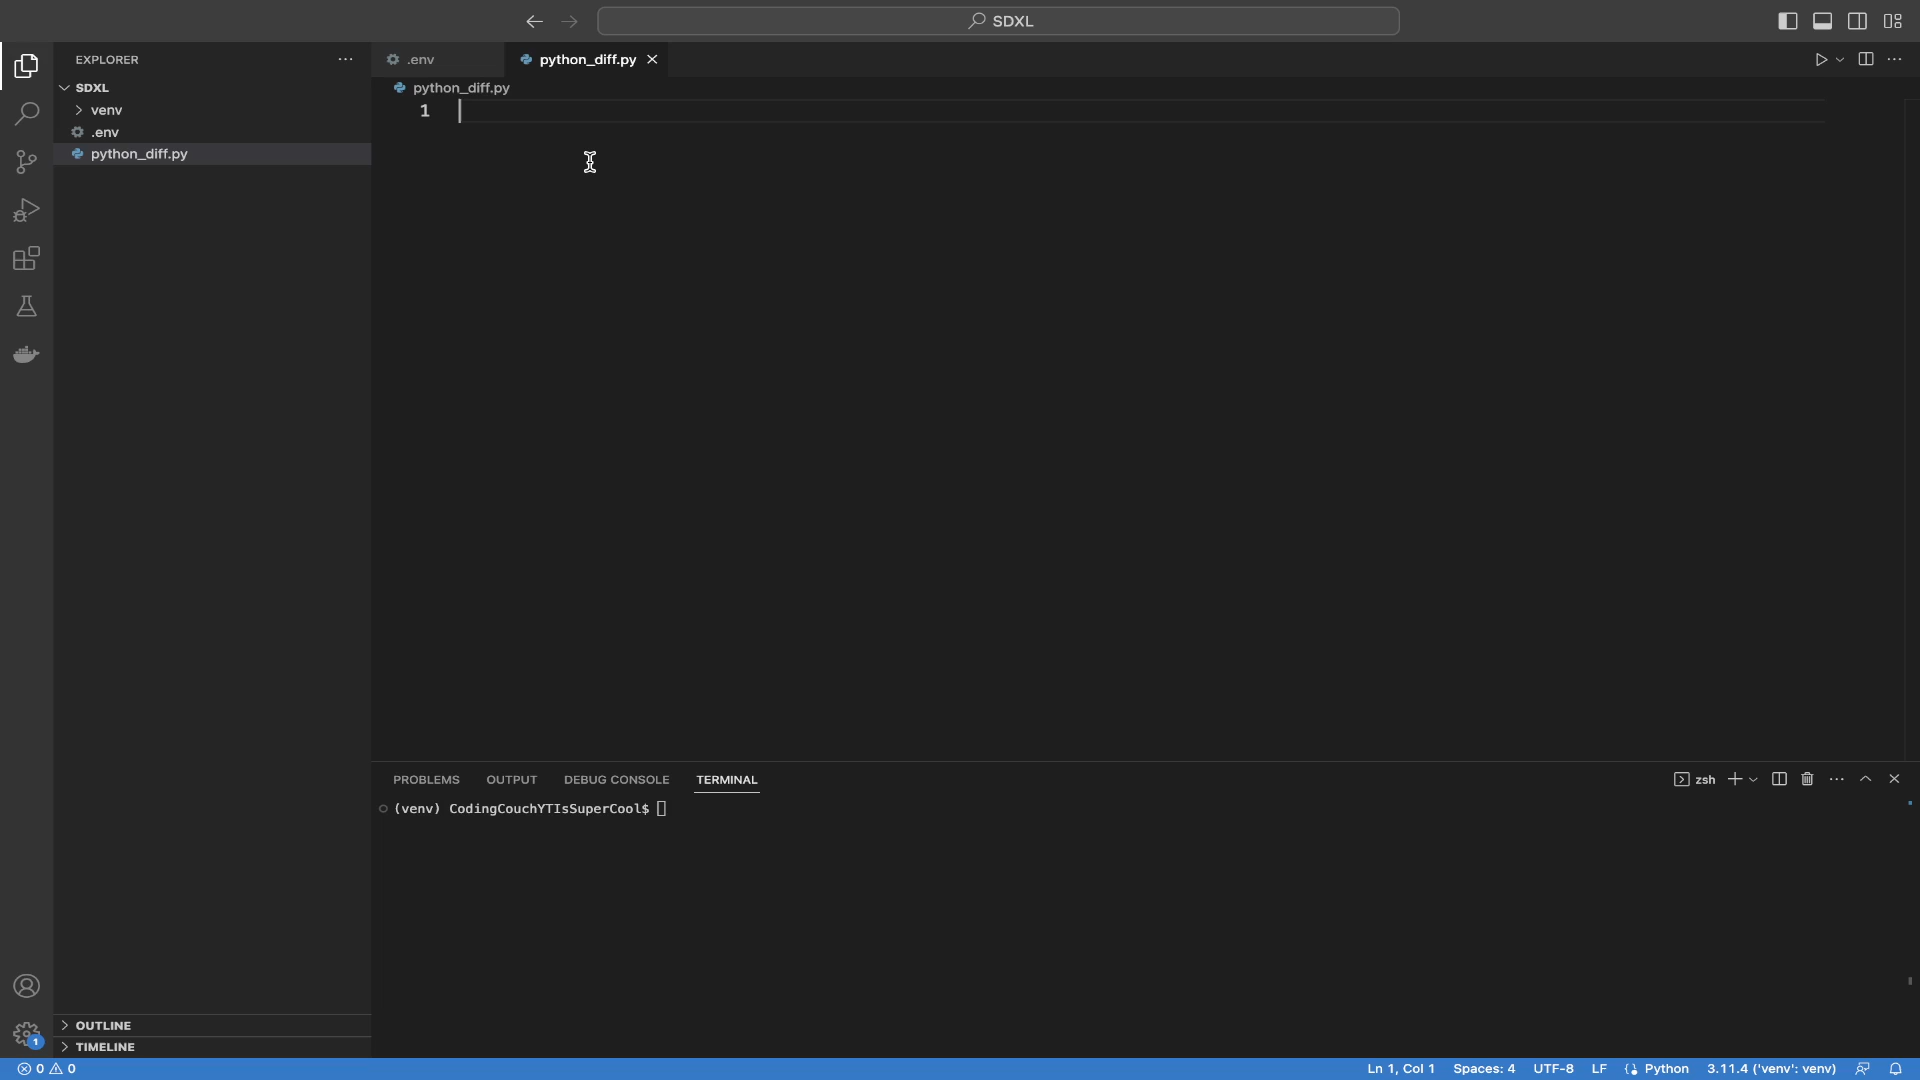 SDXL
EXPLORER
SDXL
venv
.env
python_diff.py
OUTLINE
TIMELINE
.env
python_diff.py
python_diff.py
1
PROBLEMS OUTPUT DEBUG CONSOLE TERMINAL
zsh
(venv) CodingCouchYTIsSuperCool$
1
0 0
Ln 1, Col 1 Spaces: 4 UTF-8 LF Python 3.11.4 ('venv': venv)